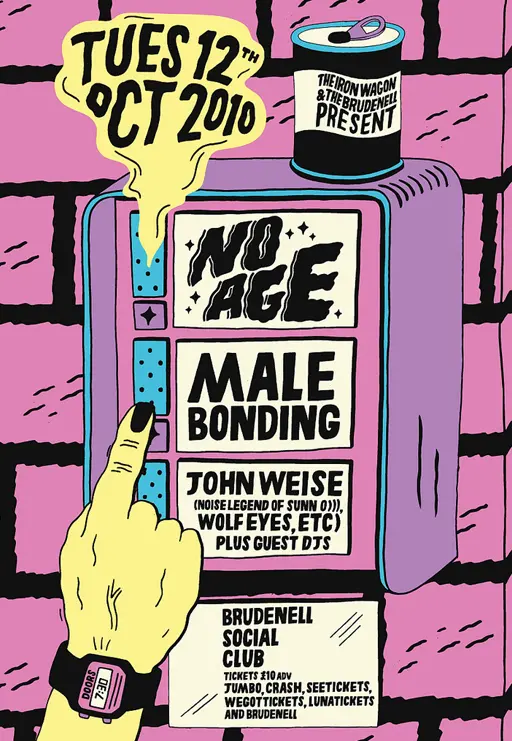 TUES 12TH
OCT 2010
THE IRON WAGON
& THE BRUDENELL
PRESENT
NO
AGE
MALE
BONDING
JOHN WEISE
(NOISE LEGEND OF SUNN O))),
WOLF EYES, ETC)
PLUS GUEST DJS
BRUDENELL
SOCIAL
CLUB
TICKETS £10 ADV
JUMBO, CRASH, SEETICKETS,
WEGOTTICKETS, LUNATICKETS
AND BRUDENELL
DOORS
7:30